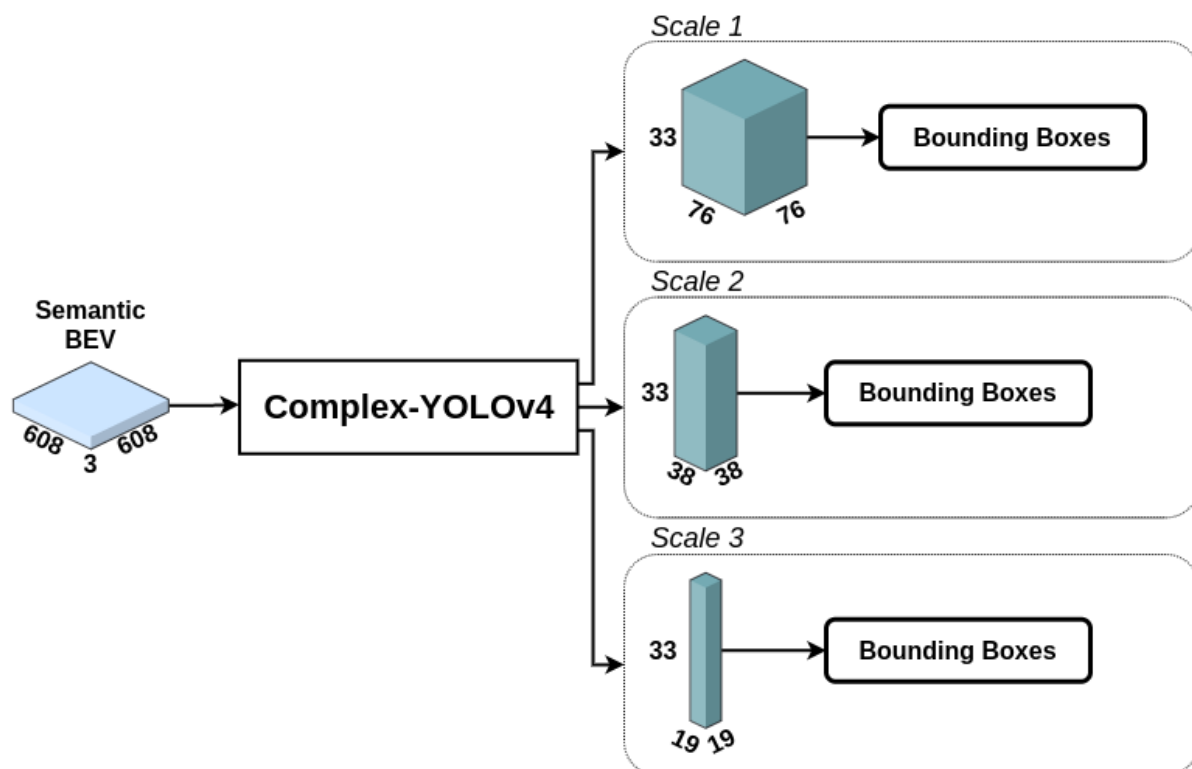 Scale 1
33
76 76
Bounding Boxes
Scale 2
33
38 38
Bounding Boxes
Semantic
BEV
608 3 608
Complex-YOLOv4
Scale 3
33
19 19
Bounding Boxes